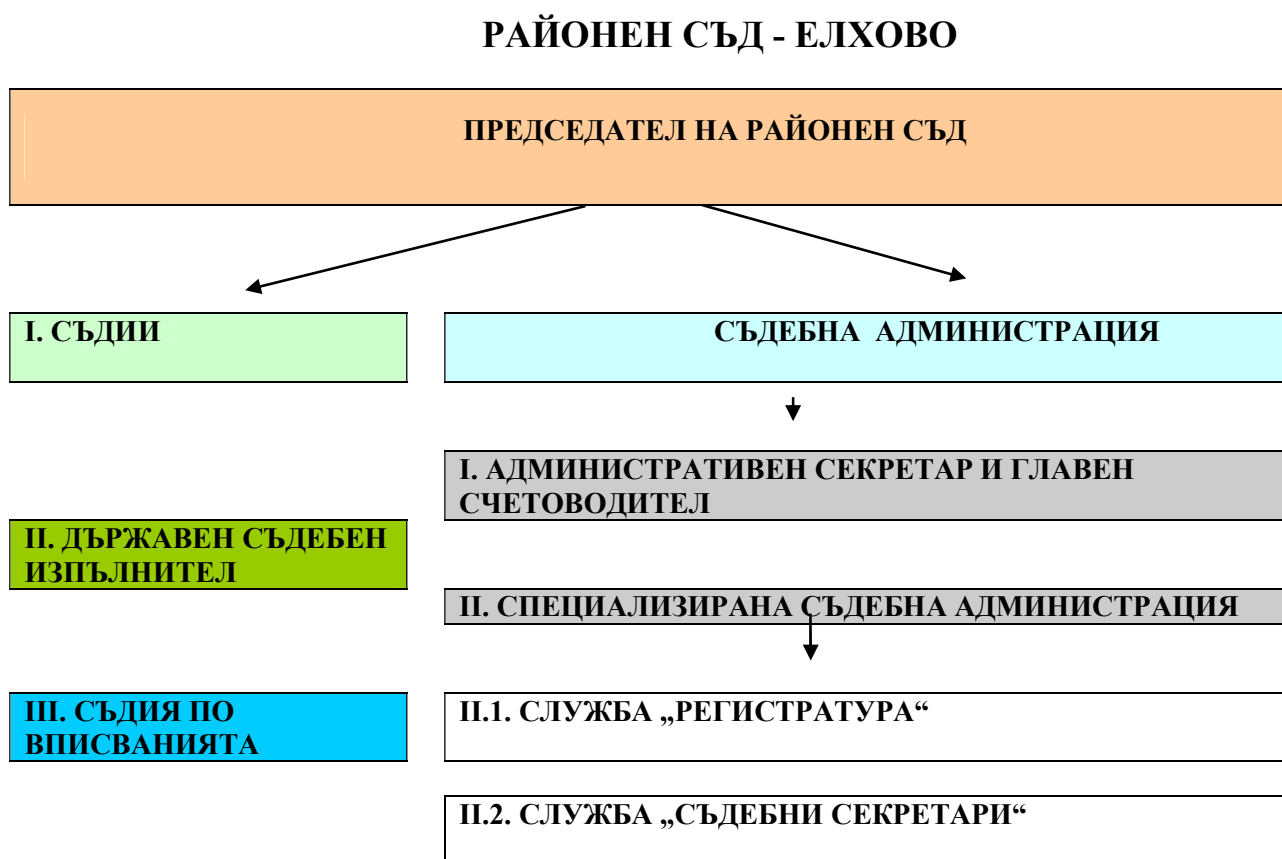 РАЙОНЕН СЪД - ЕЛХОВО
ПРЕДСЕДАТЕЛ НА РАЙОНЕН СЪД
I. СЪДИИ
СЪДЕБНА АДМИНИСТРАЦИЯ
I. АДМИНИСТРАТИВЕН СЕКРЕТАР И ГЛАВЕН
СЧЕТОВОДИТЕЛ
II. ДЪРЖАВЕН СЪДЕБЕН
ИЗПЪЛНИТЕЛ
II. СПЕЦИАЛИЗИРАНА СЪДЕБНА АДМИНИСТРАЦИЯ
III. СЪДИЯ ПО
ВПИСВАНИЯТА
II.1. СЛУЖБА „РЕГИСТРАТУРА“
II.2. СЛУЖБА „СЪДЕБНИ СЕКРЕТАРИ“